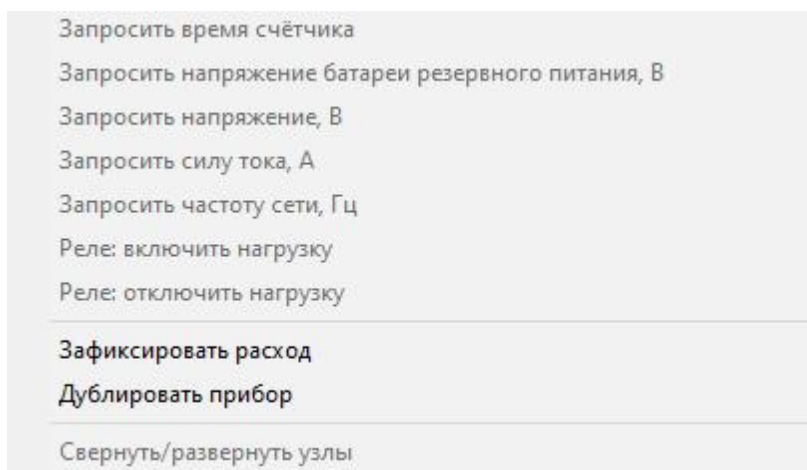 Запросить время счётчика
Запросить напряжение батареи резервного питания, В
Запросить напряжение, В
Запросить силу тока, А
Запросить частоту сети, Гц
Реле: включить нагрузку
Реле: отключить нагрузку
Зафиксировать расход
Дублировать прибор
Свернуть/развернуть узлы